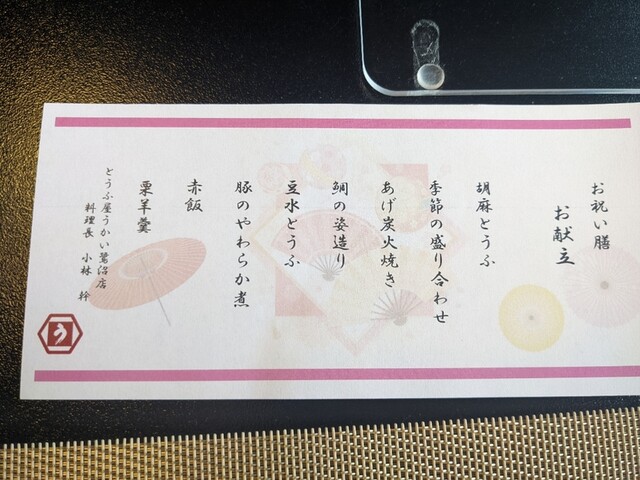 お祝い膳
お献立
胡麻とうふ
季節の盛り合わせ
あげ炭火焼き
鯛の姿造り
豆水とうふ
豚のやわらか煮
赤飯
栗羊羹
とうふ屋うかい鷺沼店
料理長 小林 幹
う